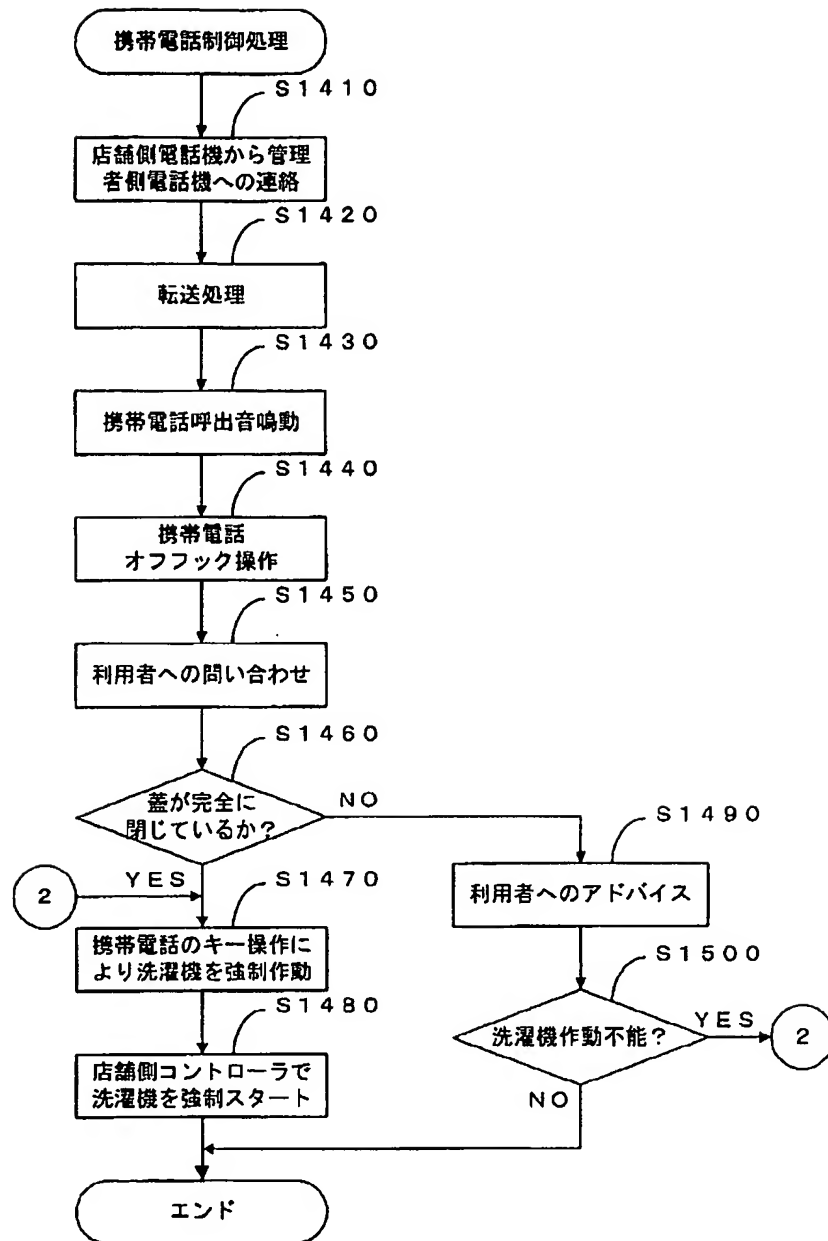 携帯電話制御処理
S1410
店舗側電話機から管理
者側電話機への連絡
S1420
転送処理
S1430
携帯電話呼出音鳴動
S1440
携帯電話
オフフック操作
S1450
利用者への問い合わせ
S1460
蓋が完全に
閉じているか?
NO
YES
2
S1470
携帯電話のキー操作に
より洗濯機を強制作動
S1480
店舗側コントローラで
洗濯機を強制スタート
S1490
利用者へのアドバイス
S1500
洗濯機作動不能?
YES
2
NO
エンド